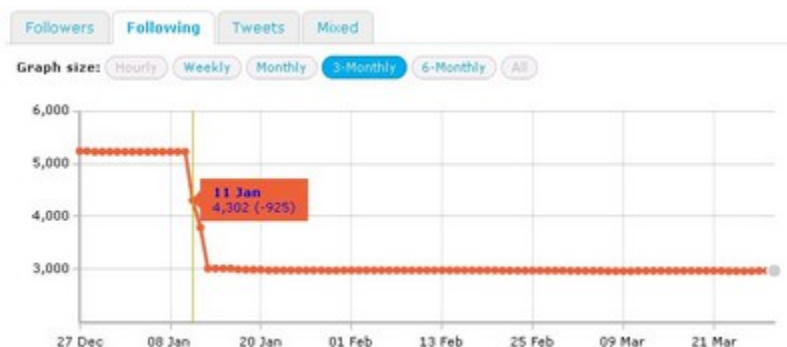 Followers Following Tweets Mixed
Graph size: Hourly Weekly Monthly 3-Monthly 6-Monthly All
6,000
5,000
11 Jan
4,302 (-925)
4,000
3,000
27 Dec 08 Jan 20 Jan 01 Feb 13 Feb 25 Feb 09 Mar 21 Mar